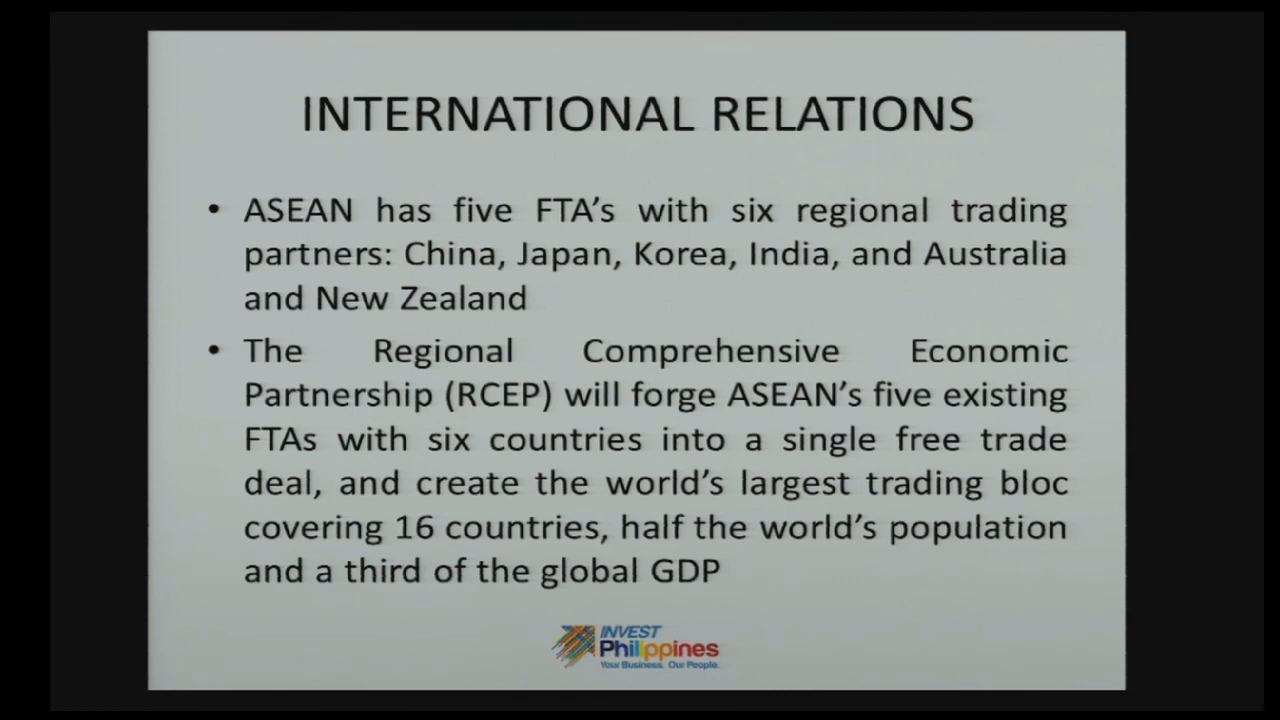 INTERNATIONAL RELATIONS
• ASEAN has five FTA's with six regional trading
partners: China, Japan, Korea, India, and Australia
and New Zealand
• The Regional Comprehensive Economic
Partnership (RCEP) will forge ASEAN's five existing
FTAs with six countries into a single free trade
deal, and create the world's largest trading bloc
covering 16 countries, half the world's population
and a third of the global GDP
INVEST
Philippines
Your Business. Our People.